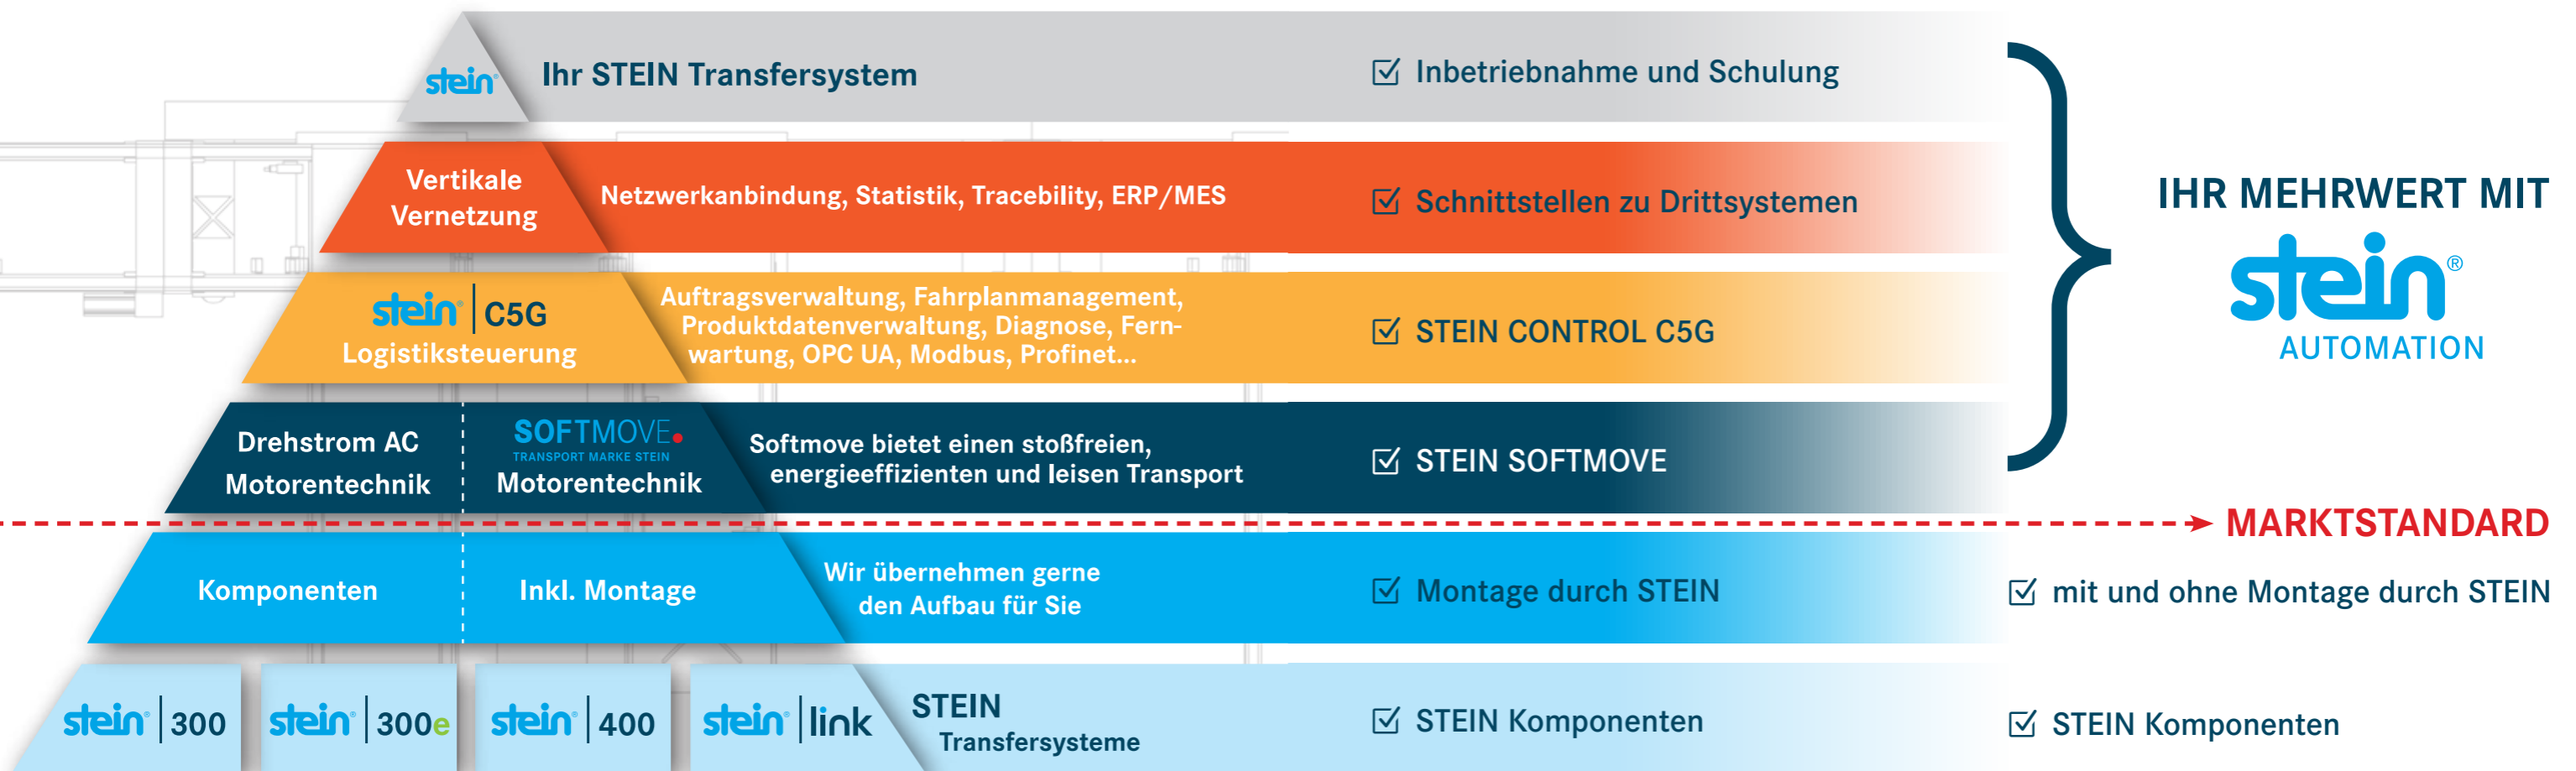 stein®
Ihr STEIN Transfersystem
Inbetriebnahme und Schulung
Vertikale
Vernetzung
Netzwerkanbindung, Statistik, Tracebility, ERP/MES
Schnittstellen zu Drittsystemen
IHR MEHRWERT MIT
stein®
AUTOMATION
stein® | C5G
Logistiksteuerung
Auftragsverwaltung, Fahrplanmanagement,
Produktdatenverwaltung, Diagnose, Fern-
wartung, OPC UA, Modbus, Profinet...
STEIN CONTROL C5G
Drehstrom AC
Motorentechnik
SOFTMOVE
TRANSPORT MARKE STEIN
Motorentechnik
Softmove bietet einen stoßfreien,
energieeffizienten und leisen Transport
STEIN SOFTMOVE
MARKTSTANDARD
Komponenten
Inkl. Montage
Wir übernehmen gerne
den Aufbau für Sie
Montage durch STEIN
mit und ohne Montage durch STEIN
stein® | 300
stein® | 300e
stein® | 400
stein® | link
STEIN
Transfersysteme
STEIN Komponenten
STEIN Komponenten